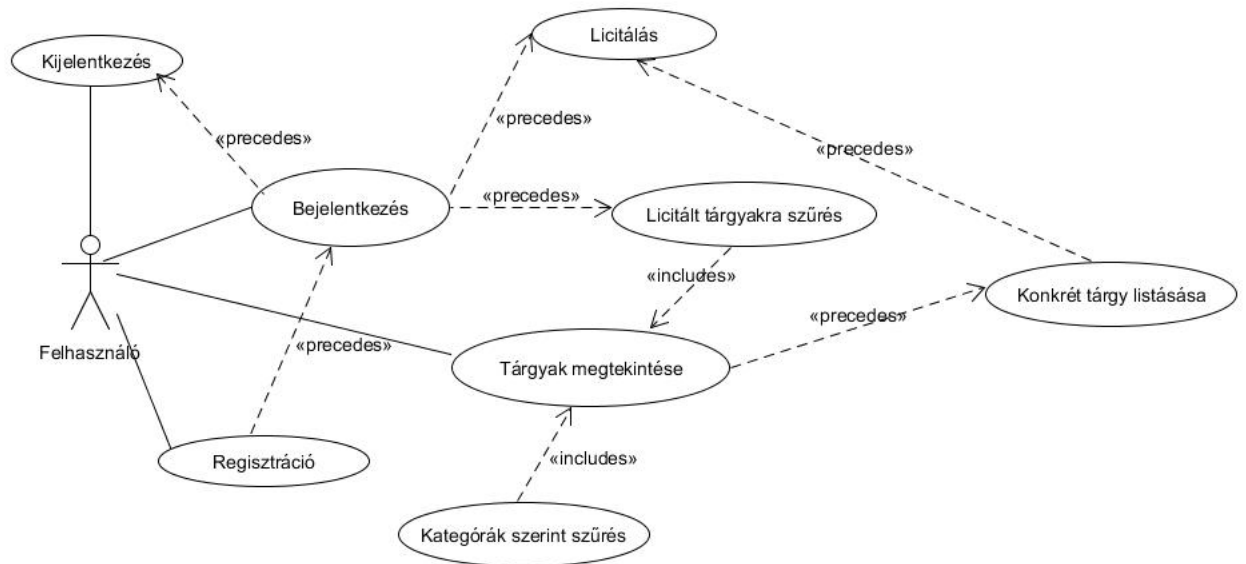 Licitálás
Kijelentkezés
«precedes»
«precedes»
«precedes»
Bejelentkezés
«precedes»
Licitált tárgyakra szűrés
«includes»
Konkrét tárgy listásása
«precedes»
Felhasználó
«precedes»
Tárgyak megtekintése
Regisztráció
«includes»
Kategórák szerint szűrés